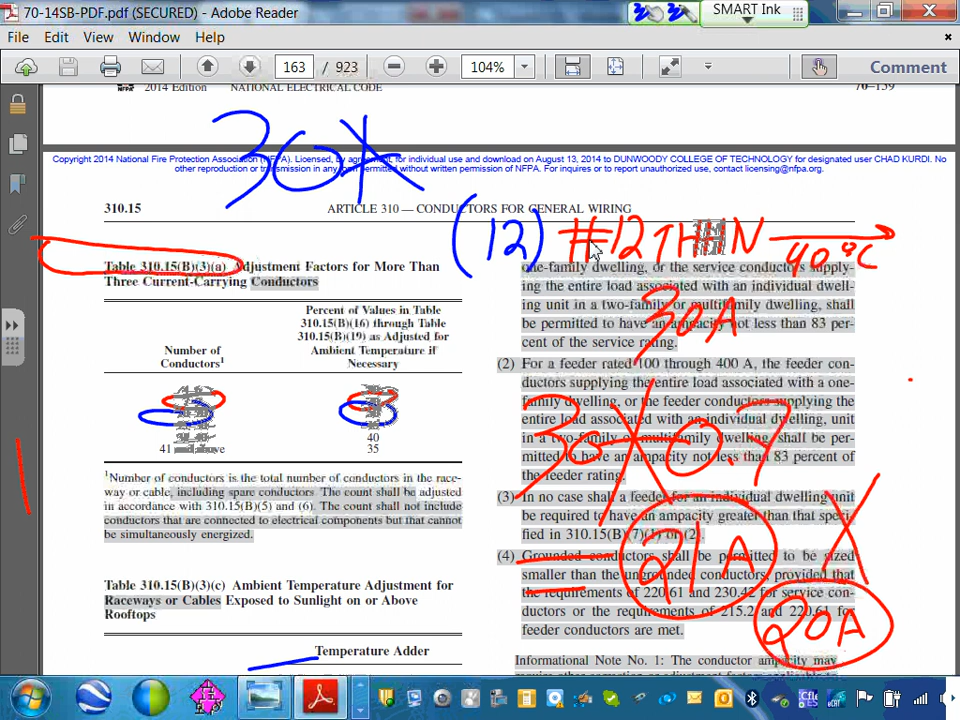 70-14SB-PDF.pdf (SECURED) - Adobe Reader
SMART Ink
File Edit View Window Help
163 / 923 104% Comment
2014 Edition NATIONAL ELECTRICAL CODE 70–159
Copyright 2014 National Fire Protection Association (NFPA). Licensed, by agreement, for individual use and download on August 13, 2014 to DUNWOODY COLLEGE OF TECHNOLOGY for designated user CHAD KURDI. No
other reproduction or transmission in any form permitted without written permission of NFPA. For inquires or to report unauthorized use, contact licensing@nfpa.org.
30*
310.15 ARTICLE 310 — CONDUCTORS FOR GENERAL WIRING
(12) #12 THHN 40°C
Table 310.15(B)(3)(a) Adjustment Factors for More Than
Three Current-Carrying Conductors
Number of
Conductors¹
Percent of Values in Table
310.15(B)(16) through Table
310.15(B)(19) as Adjusted for
Ambient Temperature if
Necessary
40
41 and above 35
¹Number of conductors is the total number of conductors in the race-
way or cable, including spare conductors. The count shall be adjusted
in accordance with 310.15(B)(5) and (6). The count shall not include
conductors that are connected to electrical components but that cannot
be simultaneously energized.
Table 310.15(B)(3)(c) Ambient Temperature Adjustment for
Raceways or Cables Exposed to Sunlight on or Above
Rooftops
Temperature Adder
one-family dwelling, or the service conductors supply-
ing the entire load associated with an individual dwell-
ing unit in a two-family or multifamily dwelling, shall
be permitted to have an ampacity not less than 83 per-
cent of the service rating.
30A
(2) For a feeder rated 100 through 400 A, the feeder con-
ductors supplying the entire load associated with a one-
family dwelling, or the feeder conductors supplying the
entire load associated with an individual dwelling unit
in a two-family or multifamily dwelling, shall be per-
mitted to have an ampacity not less than 83 percent of
the feeder rating.
30 X 0.7
(3) In no case shall a feeder for an individual dwelling unit
be required to have an ampacity greater than that speci-
fied in 310.15(B)(7)(1) or (2).
21A
(4) Grounded conductors shall be permitted to be sized
smaller than the ungrounded conductors, provided that
the requirements of 220.61 and 230.42 for service con-
ductors or the requirements of 215.2 and 220.61 for
feeder conductors are met.
20A
Informational Note No. 1: The conductor ampacity may